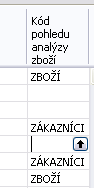 Kód
pohledu
analýzy
zboží
ZBOŽÍ
ZÁKAZNÍCI
ZÁKAZNÍCI
ZBOŽÍ